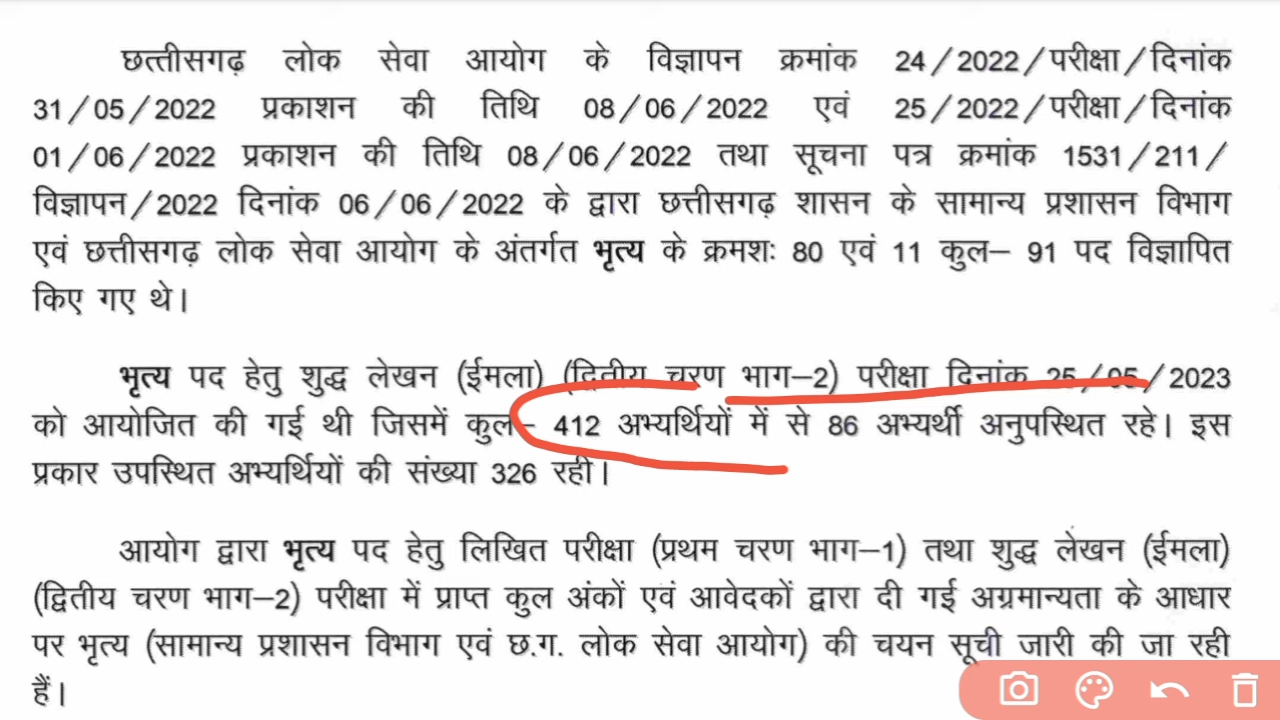 छत्तीसगढ़ लोक सेवा आयोग के विज्ञापन क्रमांक 24/2022/परीक्षा/दिनांक
31/05/2022 प्रकाशन की तिथि 08/06/2022 एवं 25/2022/परीक्षा/दिनांक
01/06/2022 प्रकाशन की तिथि 08/06/2022 तथा सूचना पत्र क्रमांक 1531/211/
विज्ञापन/2022 दिनांक 06/06/2022 के द्वारा छत्तीसगढ़ शासन के सामान्य प्रशासन विभाग
एवं छत्तीसगढ़ लोक सेवा आयोग के अंतर्गत भृत्य के क्रमशः 80 एवं 11 कुल– 91 पद विज्ञापित
किए गए थे।
भृत्य पद हेतु शुद्ध लेखन (ईमला) (द्वितीय चरण भाग–2) परीक्षा दिनांक 25/05/2023
को आयोजित की गई थी जिसमें कुल– 412 अभ्यर्थियों में से 86 अभ्यर्थी अनुपस्थित रहे। इस
प्रकार उपस्थित अभ्यर्थियों की संख्या 326 रही।
आयोग द्वारा भृत्य पद हेतु लिखित परीक्षा (प्रथम चरण भाग–1) तथा शुद्ध लेखन (ईमला)
(द्वितीय चरण भाग–2) परीक्षा में प्राप्त कुल अंकों एवं आवेदकों द्वारा दी गई अग्रमान्यता के आधार
पर भृत्य (सामान्य प्रशासन विभाग एवं छ.ग. लोक सेवा आयोग) की चयन सूची जारी की जा रही
हैं।